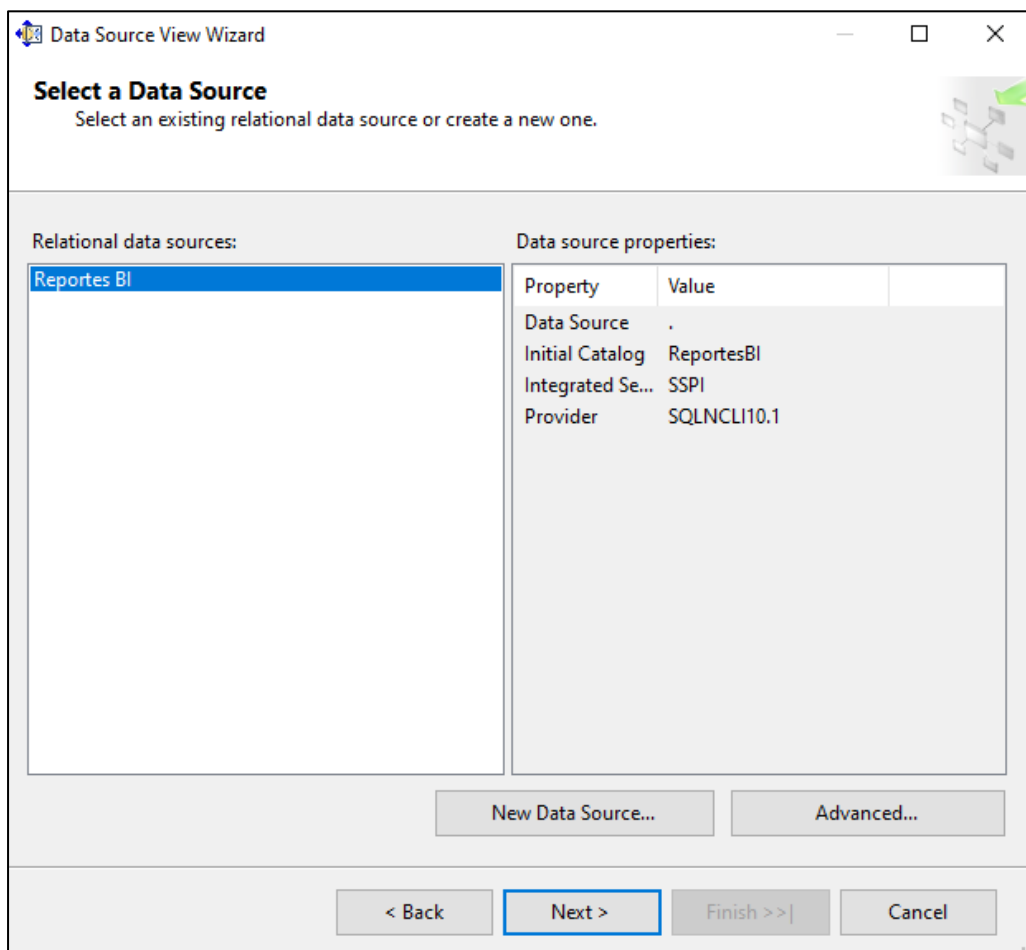 Data Source View Wizard
Select a Data Source
Select an existing relational data source or create a new one.
Relational data sources:
Reportes BI
Data source properties:
Property Value
Data Source .
Initial Catalog ReportesBI
Integrated Se... SSPI
Provider SQLNCLI10.1
New Data Source... Advanced...
< Back Next > Finish >>| Cancel